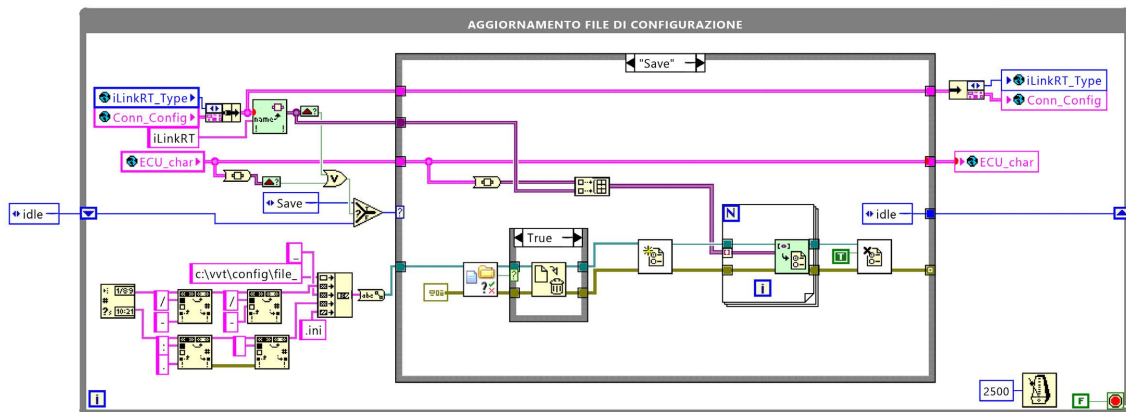 AGGIORNAMENTO FILE DI CONFIGURAZIONE
"Save"
iLinkRT_Type
Conn_Config
iLinkRT
name
ECU_char
Save
idle
_
c:\vvt\config\file_
/
-
/
-
:
.
.ini
abc
True
N
i
T
idle
iLinkRT_Type
Conn_Config
ECU_char
i
2500
F